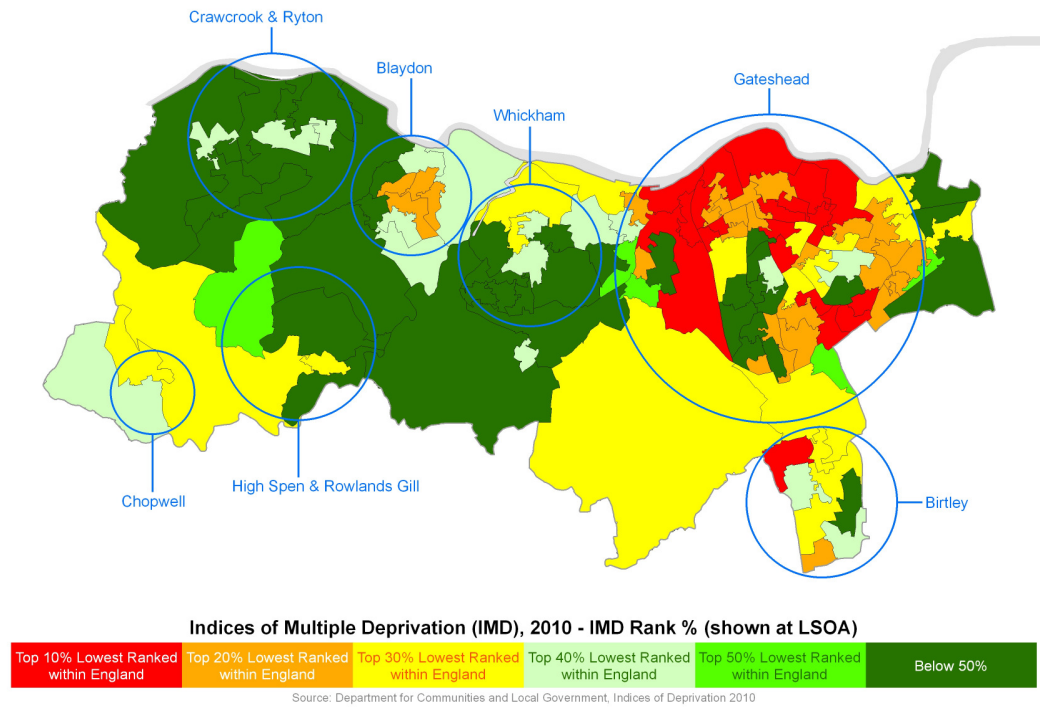 Crawcrook & Ryton
Blaydon
Gateshead
Whickham
High Spen & Rowlands Gill
Chopwell
Birtley
Indices of Multiple Deprivation (IMD), 2010 - IMD Rank % (shown at LSOA)
Top 10% Lowest Ranked
within England
Top 20% Lowest Ranked
within England
Top 30% Lowest Ranked
within England
Top 40% Lowest Ranked
within England
Top 50% Lowest Ranked
within England
Below 50%
Source: Department for Communities and Local Government, Indices of Deprivation 2010